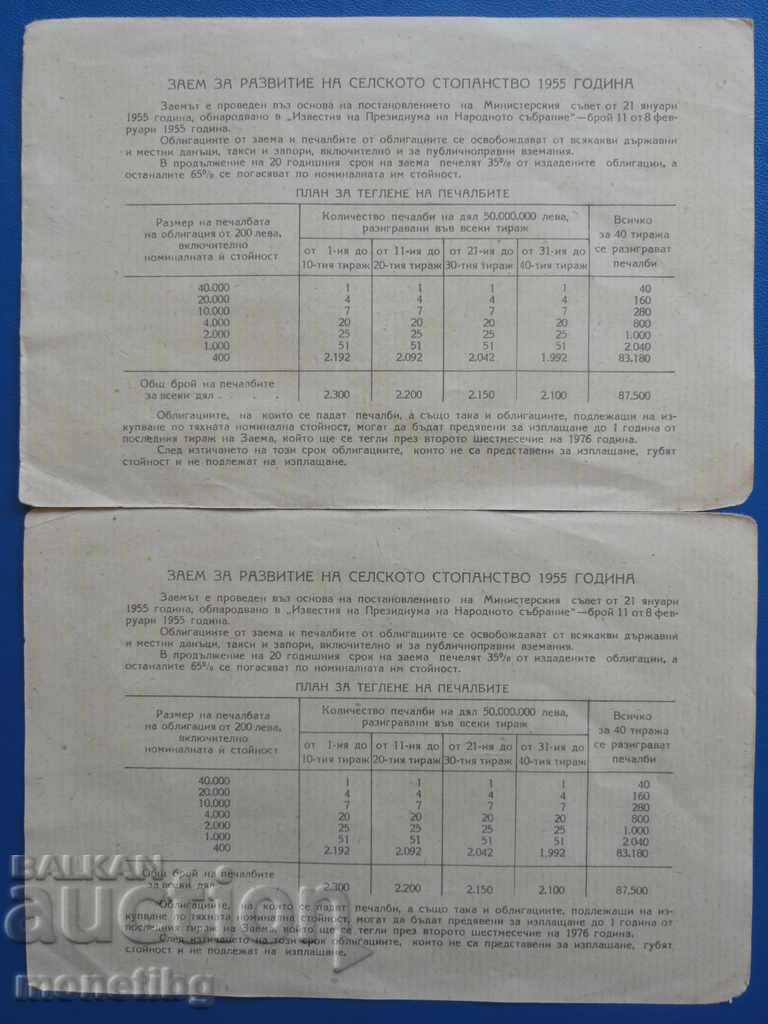 ЗАЕМ ЗА РАЗВИТИЕ НА СЕЛСКОТО СТОПАНСТВО 1955 ГОДИНА
Заемът е проведен въз основа на постановлението на Министерския съвет от 21 януари
1955 година, обнародвано в „Известия на Президиума на Народното събрание“—брой 11 от 8 фев-
руари 1955 година.
Облигациите от заема и печалбите от облигациите се освобождават от всякакви държавни
и местни данъци, такси и запори, включително и за публичноправни вземания.
В продължение на 20 годишния срок на заема печелят 35% от издадените облигации, а
останалите 65% се погасяват по номиналната им стойност.
ПЛАН ЗА ТЕГЛЕНЕ НА ПЕЧАЛБИТЕ
Размер на печалбата на облигация от 200 лева, включително номиналната ѝ стойност
Количество печалби на дял 50.000.000 лева, разигравани във всеки тираж
Всичко за 40 тиража се разиграват печалби
от 1-ия до 10-тия тираж от 11-ия до 20-тия тираж от 21-ия до 30-тия тираж от 31-ия до 40-тия тираж
40.000 1 1 1 1 40
20.000 4 4 4 4 160
10.000 7 7 7 7 280
4.000 20 20 20 20 800
2.000 25 25 25 25 1.000
1.000 51 51 51 51 2.040
400 2.192 2.092 2.042 1.992 83.180
Общ брой на печалбите
за всеки дял . . . . 2.300 2.200 2.150 2.100 87.500
Облигациите, на които се падат печалби, а също така и облигациите, подлежащи на из-
купване по тяхната номинална стойност, могат да бъдат предявени за изплащане до 1 година от
последния тираж на Заема, който ще се тегли през второто шестмесечие на 1976 година.
След изтичането на този срок облигациите, които не са представени за изплащане, губят
стойност и не подлежат на изплащане.
ЗАЕМ ЗА РАЗВИТИЕ НА СЕЛСКОТО СТОПАНСТВО 1955 ГОДИНА
Заемът е проведен въз основа на постановлението на Министерския съвет от 21 януари
1955 година, обнародвано в „Известия на Президиума на Народното събрание“—брой 11 от 8 фев-
руари 1955 година.
Облигациите от заема и печалбите от облигациите се освобождават от всякакви държавни
и местни данъци, такси и запори, включително и за публичноправни вземания.
В продължение на 20 годишния срок на заема печелят 35% от издадените облигации, а
останалите 65% се погасяват по номиналната им стойност.
ПЛАН ЗА ТЕГЛЕНЕ НА ПЕЧАЛБИТЕ
Размер на печалбата на облигация от 200 лева, включително номиналната ѝ стойност
Количество печалби на дял 50.000.000 лева, разигравани във всеки тираж
Всичко за 40 тиража се разиграват печалби
от 1-ия до 10-тия тираж от 11-ия до 20-тия тираж от 21-ия до 30-тия тираж от 31-ия до 40-тия тираж
40.000 1 1 1 1 40
20.000 4 4 4 4 160
10.000 7 7 7 7 280
4.000 20 20 20 20 800
2.000 25 25 25 25 1.000
1.000 51 51 51 51 2.040
400 2.192 2.092 2.042 1.992 83.180
Общ брой на печалбите
за всеки дял 2.300 2.200 2.150 2.100 87.500
Облигациите, на които се падат печалби, а също така и облигациите, подлежащи на из-
купване по тяхната номинална стойност, могат да бъдат предявени за изплащане до 1 година от
последния тираж на Заема, който ще се тегли през второто шестмесечие на 1976 година.
След изтичането на този срок облигациите, които не са представени за изплащане, губят
стойност и не подлежат на изплащане.
BALKAN
auction
monetibg